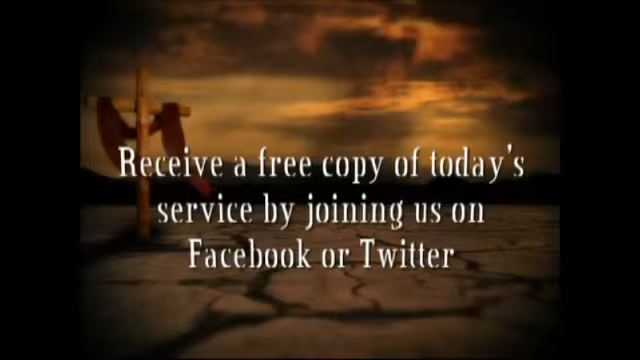 Receive a free copy of today's
service by joining us on
Facebook or Twitter